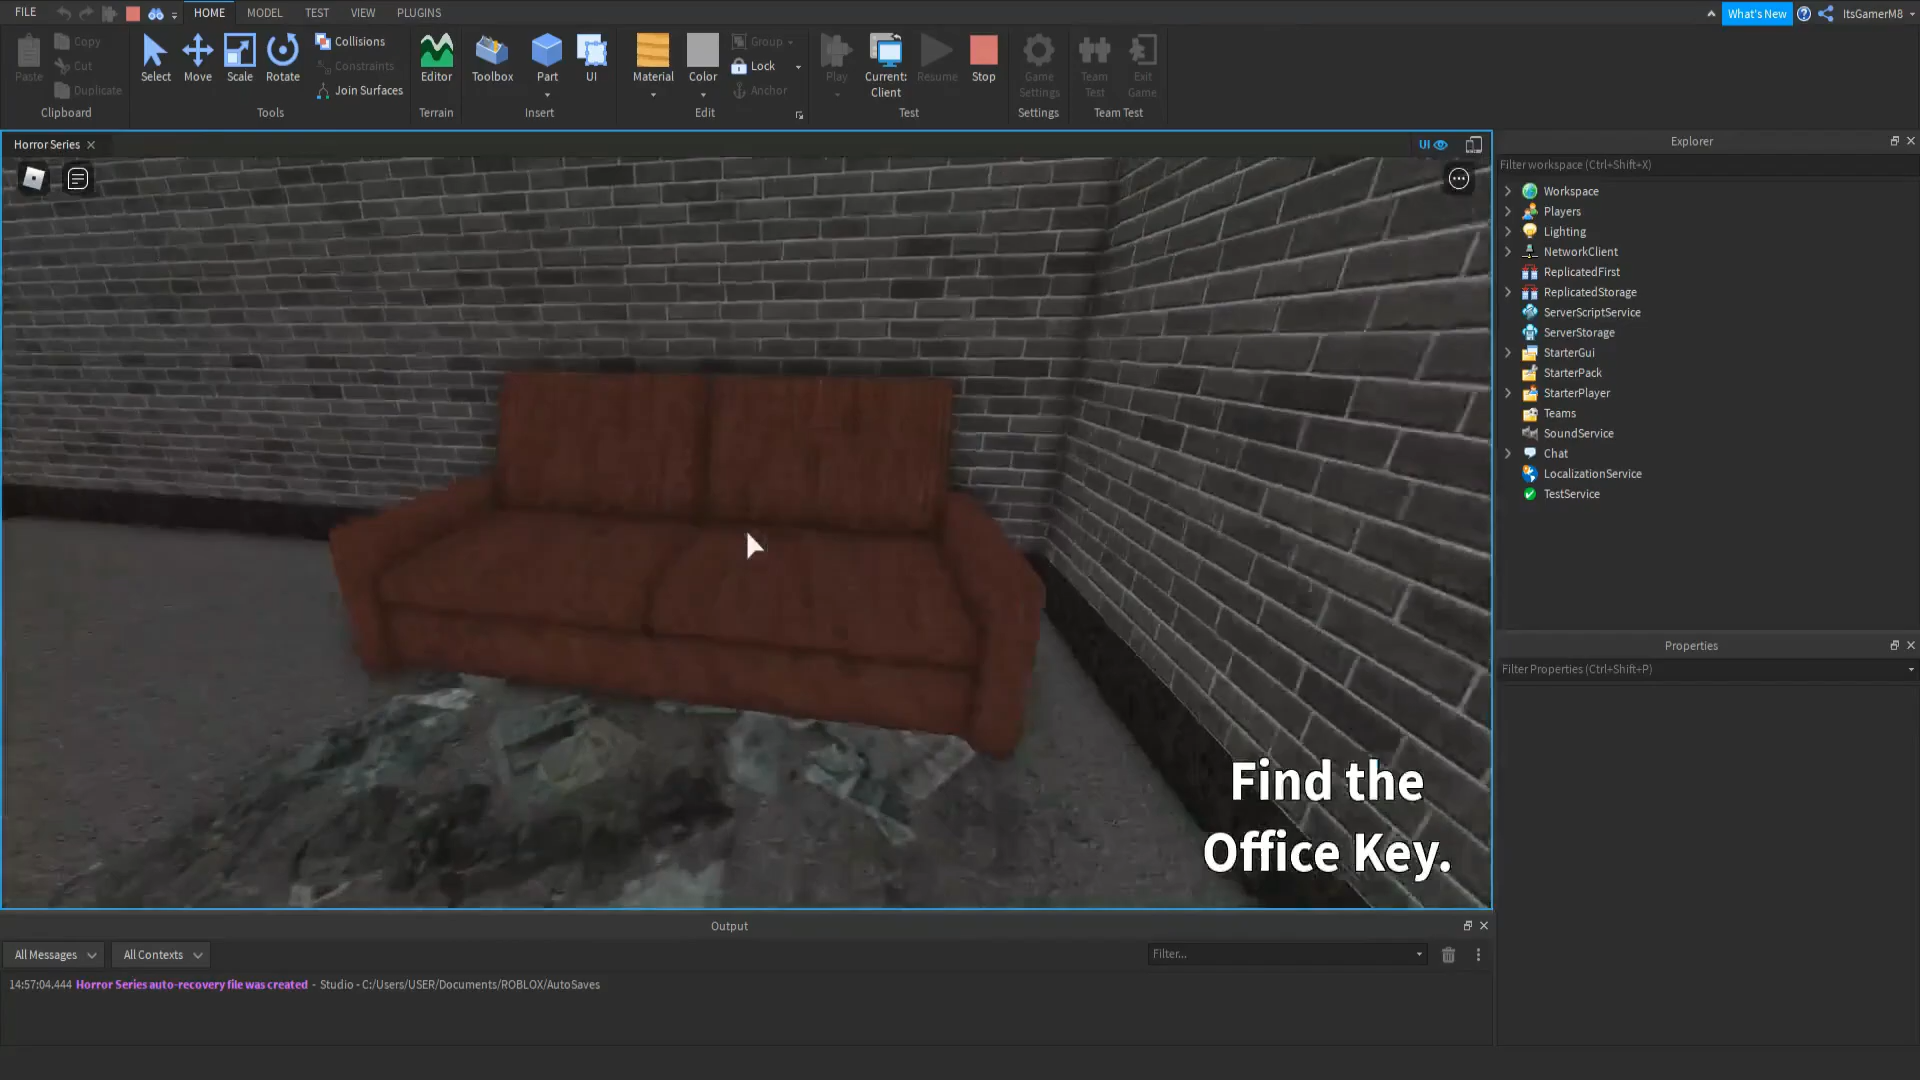 FILE
HOME
MODEL
TEST
VIEW
PLUGINS
What's New
ItsGamerM8
Paste
Copy
Cut
Duplicate
Clipboard
Select
Move
Scale
Rotate
Collisions
Constraints
Join Surfaces
Tools
Editor
Terrain
Toolbox
Part
UI
Insert
Material
Color
Group
Lock
Anchor
Edit
Play
Current:
Client
Resume
Stop
Test
Game
Settings
Settings
Team
Test
Exit
Game
Team Test
Horror Series
UI
Find the
Office Key.
Explorer
Filter workspace (Ctrl+Shift+X)
Workspace
Players
Lighting
NetworkClient
ReplicatedFirst
ReplicatedStorage
ServerScriptService
ServerStorage
StarterGui
StarterPack
StarterPlayer
Teams
SoundService
Chat
LocalizationService
TestService
Properties
Filter Properties (Ctrl+Shift+P)
Output
All Messages
All Contexts
Filter...
14:57:04.444 Horror Series auto-recovery file was created - Studio - C:/Users/USER/Documents/ROBLOX/AutoSaves